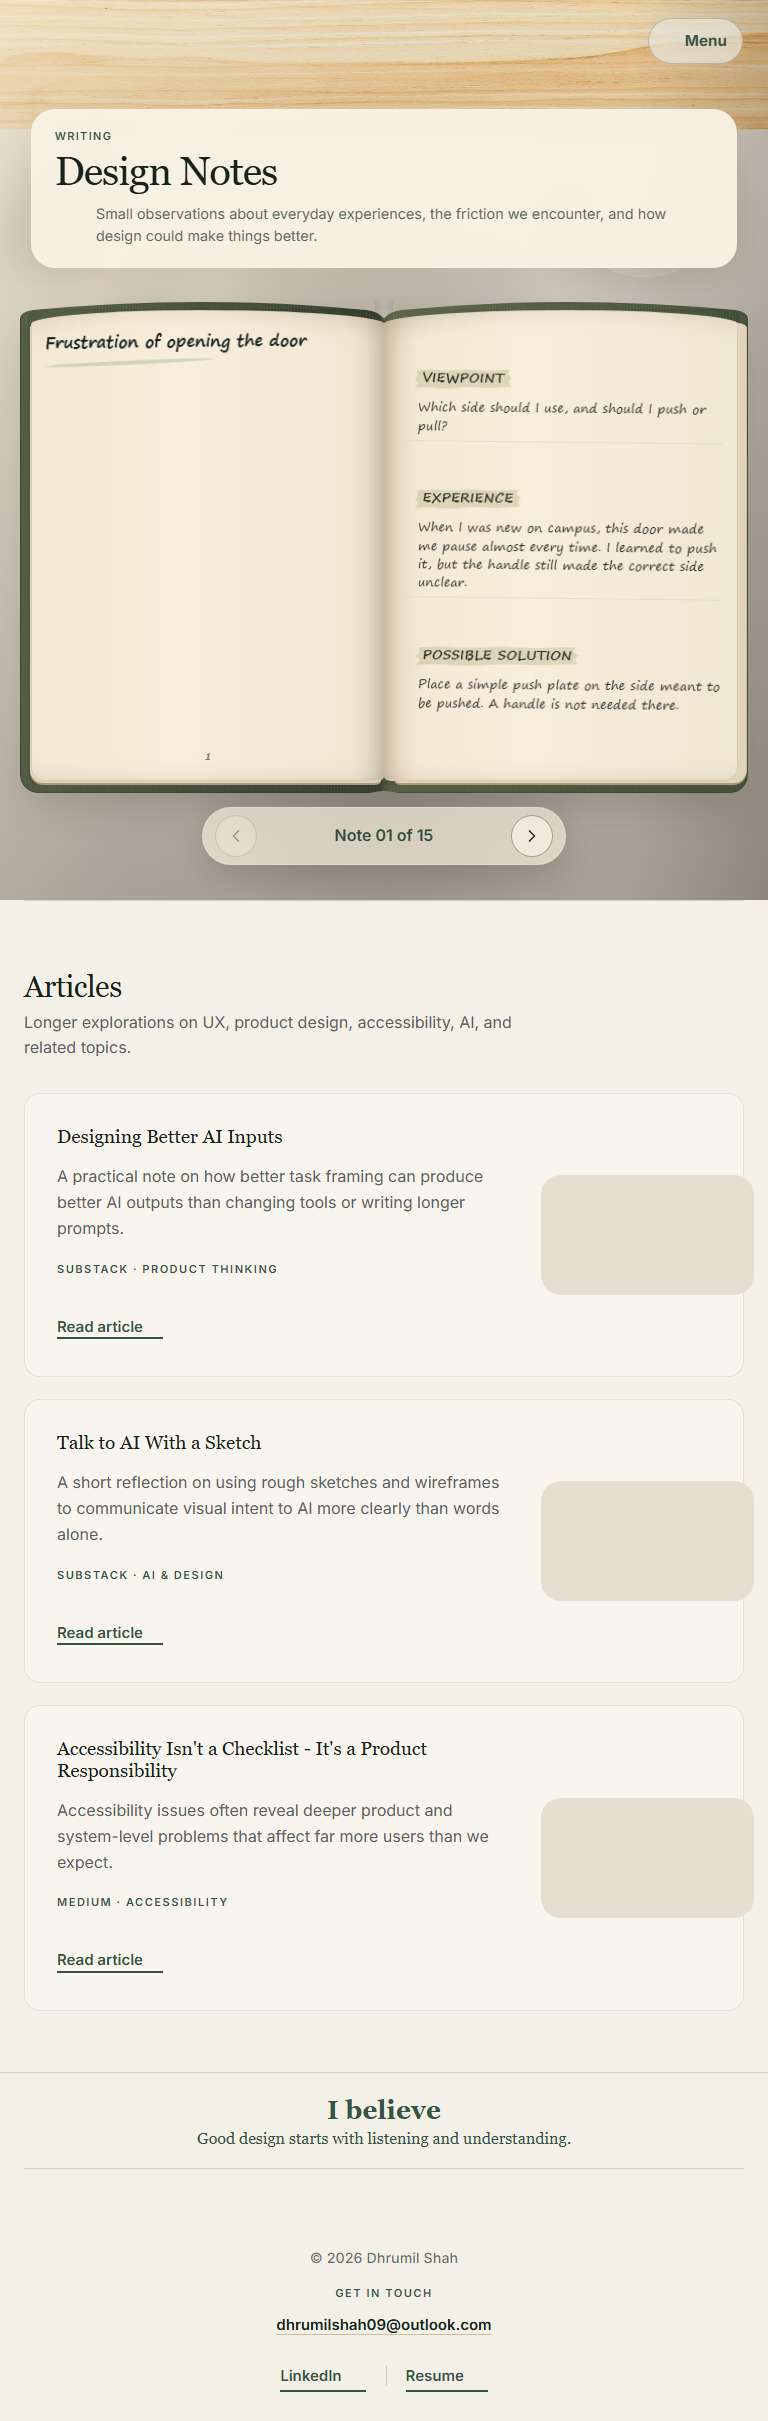 Menu
WRITING
Design Notes
Small observations about everyday experiences, the friction we encounter, and how
design could make things better.
Frustration of opening the door
1
VIEWPOINT
Which side should I use, and should I push or
pull?
EXPERIENCE
When I was new on campus, this door made
me pause almost every time. I learned to push
it, but the handle still made the correct side
unclear.
POSSIBLE SOLUTION
Place a simple push plate on the side meant to
be pushed. A handle is not needed there.
Note 01 of 15
Articles
Longer explorations on UX, product design, accessibility, AI, and
related topics.
Designing Better AI Inputs
A practical note on how better task framing can produce
better AI outputs than changing tools or writing longer
prompts.
SUBSTACK · PRODUCT THINKING
Read article
Talk to AI With a Sketch
A short reflection on using rough sketches and wireframes
to communicate visual intent to AI more clearly than words
alone.
SUBSTACK · AI & DESIGN
Read article
Accessibility Isn't a Checklist - It's a Product
Responsibility
Accessibility issues often reveal deeper product and
system-level problems that affect far more users than we
expect.
MEDIUM · ACCESSIBILITY
Read article
I believe
Good design starts with listening and understanding.
© 2026 Dhrumil Shah
GET IN TOUCH
dhrumilshah09@outlook.com
LinkedIn
Resume